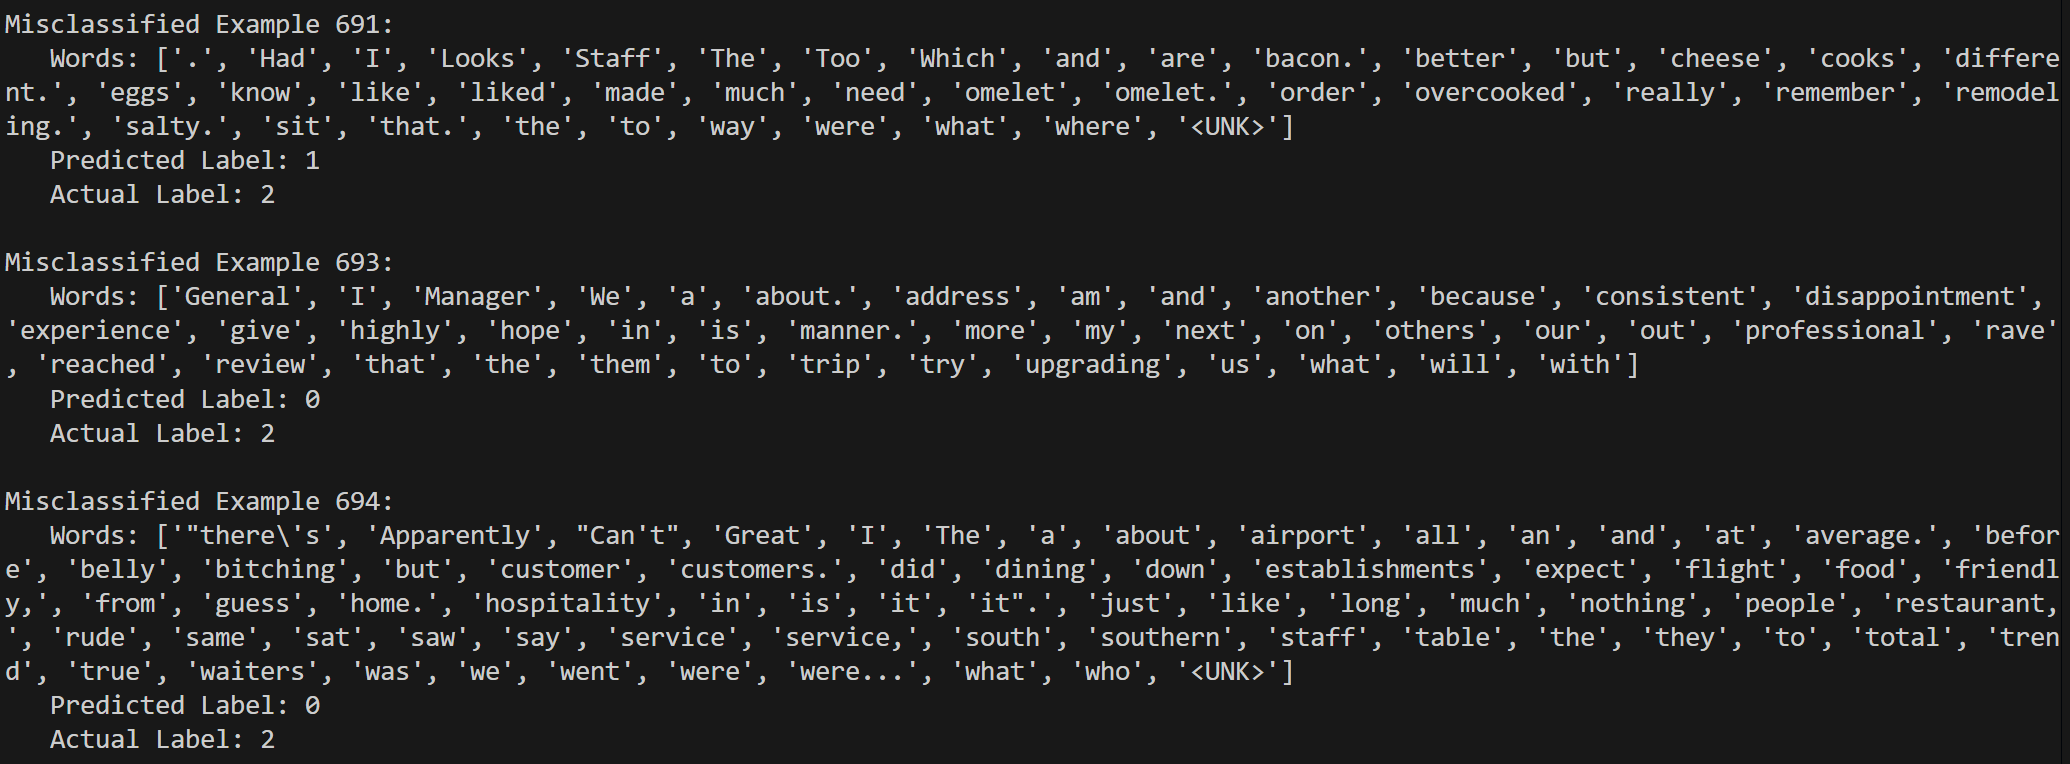 Misclassified Example 691:
   Words: ['.', 'Had', 'I', 'Looks', 'Staff', 'The', 'Too', 'Which', 'and', 'are', 'bacon.', 'better', 'but', 'cheese', 'cooks', 'differe
nt.', 'eggs', 'know', 'like', 'liked', 'made', 'much', 'need', 'omelet', 'omelet.', 'order', 'overcooked', 'really', 'remember', 'remodel
ing.', 'salty.', 'sit', 'that.', 'the', 'to', 'way', 'were', 'what', 'where', '<UNK>']
   Predicted Label: 1
   Actual Label: 2

Misclassified Example 693:
   Words: ['General', 'I', 'Manager', 'We', 'a', 'about.', 'address', 'am', 'and', 'another', 'because', 'consistent', 'disappointment',
'experience', 'give', 'highly', 'hope', 'in', 'is', 'manner.', 'more', 'my', 'next', 'on', 'others', 'our', 'out', 'professional', 'rave'
, 'reached', 'review', 'that', 'the', 'them', 'to', 'trip', 'try', 'upgrading', 'us', 'what', 'will', 'with']
   Predicted Label: 0
   Actual Label: 2

Misclassified Example 694:
   Words: ['"there\'s', 'Apparently', "Can't", 'Great', 'I', 'The', 'a', 'about', 'airport', 'all', 'an', 'and', 'at', 'average.', 'befor
e', 'belly', 'bitching', 'but', 'customer', 'customers.', 'did', 'dining', 'down', 'establishments', 'expect', 'flight', 'food', 'friendl
y,', 'from', 'guess', 'home.', 'hospitality', 'in', 'is', 'it', 'it".', 'just', 'like', 'long', 'much', 'nothing', 'people', 'restaurant,
', 'rude', 'same', 'sat', 'saw', 'say', 'service', 'service,', 'south', 'southern', 'staff', 'table', 'the', 'they', 'to', 'total', 'tren
d', 'true', 'waiters', 'was', 'we', 'went', 'were', 'were...', 'what', 'who', '<UNK>']
   Predicted Label: 0
   Actual Label: 2